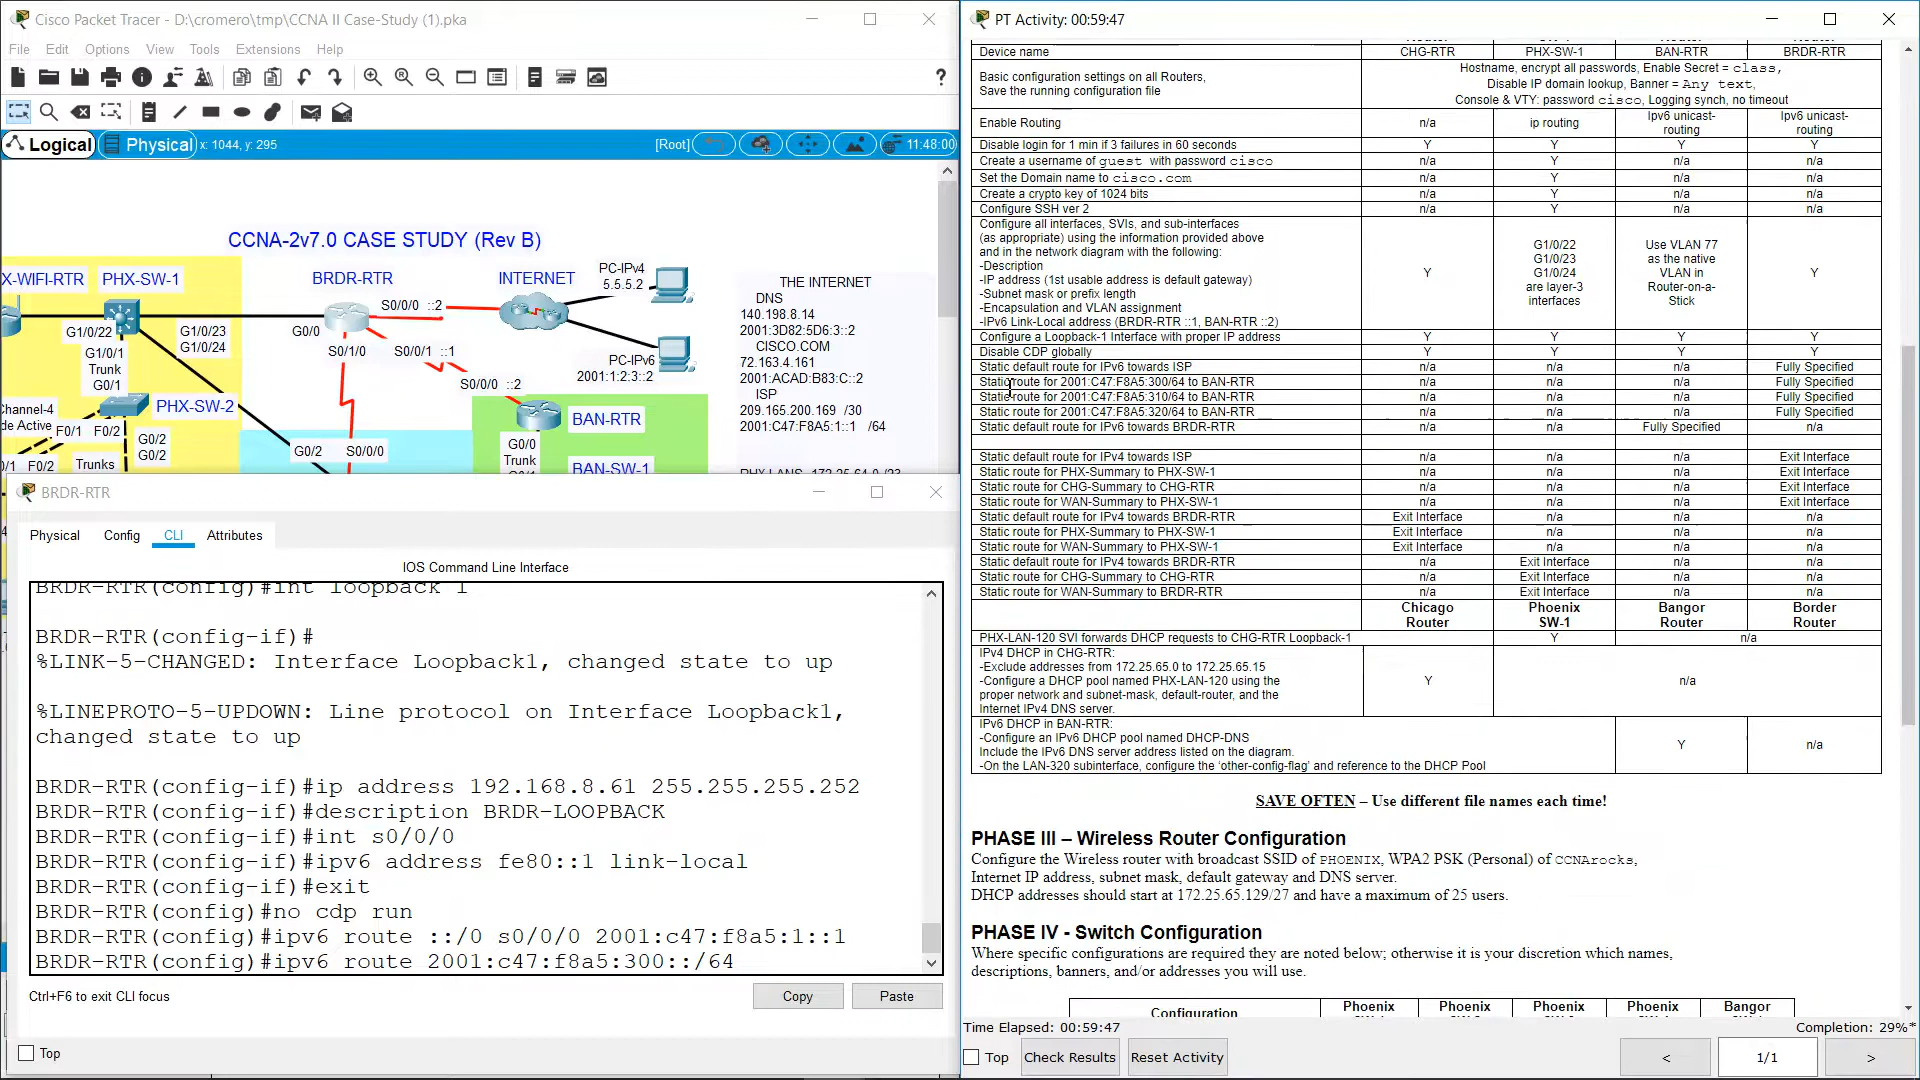 Cisco Packet Tracer - D:\cromero\tmp\CCNA II Case-Study (1).pka
File Edit Options View Tools Extensions Help
Logical Physical x: 1044, y: 295 [Root] 11:48:00
CCNA-2v7.0 CASE STUDY (Rev B)
X-WIFI-RTR PHX-SW-1 BRDR-RTR INTERNET PC-IPv4
5.5.5.2
THE INTERNET
DNS
140.198.8.14
2001:3D82:5D6:3::2
CISCO.COM
72.163.4.161
2001:ACAD:B83:C::2
ISP
209.165.200.169 /30
2001:C47:F8A5:1::1 /64
S0/0/0 ::2
G1/0/22
G1/0/23
G1/0/24
G0/0
G1/0/1
Trunk
G0/1
S0/1/0
S0/0/1 ::1
PC-IPv6
2001:1:2:3::2
S0/0/0 ::2
PHX-SW-2
BAN-RTR
Channel-4
de Active
F0/1 F0/2
G0/2
G0/2
G0/2 S0/0/0
G0/0
Trunk
0/1 F0/2
Trunks
BAN-SW-1
PHX-LANS 172.25.64.0 /23
BRDR-RTR
Physical Config CLI Attributes
IOS Command Line Interface
BRDR-RTR(config)#int loopback 1
BRDR-RTR(config-if)#
%LINK-5-CHANGED: Interface Loopback1, changed state to up
%LINEPROTO-5-UPDOWN: Line protocol on Interface Loopback1,
changed state to up
BRDR-RTR(config-if)#ip address 192.168.8.61 255.255.255.252
BRDR-RTR(config-if)#description BRDR-LOOPBACK
BRDR-RTR(config-if)#int s0/0/0
BRDR-RTR(config-if)#ipv6 address fe80::1 link-local
BRDR-RTR(config-if)#exit
BRDR-RTR(config)#no cdp run
BRDR-RTR(config)#ipv6 route ::/0 s0/0/0 2001:c47:f8a5:1::1
BRDR-RTR(config)#ipv6 route 2001:c47:f8a5:300::/64
Ctrl+F6 to exit CLI focus
Copy Paste
Top
PT Activity: 00:59:47
Device name CHG-RTR PHX-SW-1 BAN-RTR BRDR-RTR
Basic configuration settings on all Routers,
Save the running configuration file
Hostname, encrypt all passwords, Enable Secret = class,
Disable IP domain lookup, Banner = Any text,
Console & VTY: password cisco, Logging synch, no timeout
Enable Routing n/a ip routing Ipv6 unicast-routing Ipv6 unicast-routing
Disable login for 1 min if 3 failures in 60 seconds Y Y Y Y
Create a username of guest with password cisco n/a Y n/a n/a
Set the Domain name to cisco.com n/a Y n/a n/a
Create a crypto key of 1024 bits n/a Y n/a n/a
Configure SSH ver 2 n/a Y n/a n/a
Configure all interfaces, SVIs, and sub-interfaces
(as appropriate) using the information provided above
and in the network diagram with the following:
-Description
-IP address (1st usable address is default gateway)
-Subnet mask or prefix length
-Encapsulation and VLAN assignment
-IPv6 Link-Local address (BRDR-RTR ::1, BAN-RTR ::2)
Y
G1/0/22
G1/0/23
G1/0/24
are layer-3
interfaces
Use VLAN 77
as the native
VLAN in
Router-on-a-
Stick
Y
Configure a Loopback-1 Interface with proper IP address Y Y Y Y
Disable CDP globally Y Y Y Y
Static default route for IPv6 towards ISP n/a n/a n/a Fully Specified
Static route for 2001:C47:F8A5:300/64 to BAN-RTR n/a n/a n/a Fully Specified
Static route for 2001:C47:F8A5:310/64 to BAN-RTR n/a n/a n/a Fully Specified
Static route for 2001:C47:F8A5:320/64 to BAN-RTR n/a n/a n/a Fully Specified
Static default route for IPv6 towards BRDR-RTR n/a n/a Fully Specified n/a
Static default route for IPv4 towards ISP n/a n/a n/a Exit Interface
Static route for PHX-Summary to PHX-SW-1 n/a n/a n/a Exit Interface
Static route for CHG-Summary to CHG-RTR n/a n/a n/a Exit Interface
Static route for WAN-Summary to PHX-SW-1 n/a n/a n/a Exit Interface
Static default route for IPv4 towards BRDR-RTR Exit Interface n/a n/a n/a
Static route for PHX-Summary to PHX-SW-1 Exit Interface n/a n/a n/a
Static route for WAN-Summary to PHX-SW-1 Exit Interface n/a n/a n/a
Static default route for IPv4 towards BRDR-RTR n/a Exit Interface n/a n/a
Static route for CHG-Summary to CHG-RTR n/a Exit Interface n/a n/a
Static route for WAN-Summary to BRDR-RTR n/a Exit Interface n/a n/a
Chicago Router Phoenix SW-1 Bangor Router Border Router
PHX-LAN-120 SVI forwards DHCP requests to CHG-RTR Loopback-1 Y n/a
IPv4 DHCP in CHG-RTR:
-Exclude addresses from 172.25.65.0 to 172.25.65.15
-Configure a DHCP pool named PHX-LAN-120 using the
proper network and subnet-mask, default-router, and the
Internet IPv4 DNS server.
Y n/a
IPv6 DHCP in BAN-RTR:
-Configure an IPv6 DHCP pool named DHCP-DNS
Include the IPv6 DNS server address listed on the diagram.
-On the LAN-320 subinterface, configure the 'other-config-flag' and reference to the DHCP Pool
Y n/a
SAVE OFTEN – Use different file names each time!
PHASE III – Wireless Router Configuration
Configure the Wireless router with broadcast SSID of PHOENIX, WPA2 PSK (Personal) of CCNArocks,
Internet IP address, subnet mask, default gateway and DNS server.
DHCP addresses should start at 172.25.65.129/27 and have a maximum of 25 users.
PHASE IV - Switch Configuration
Where specific configurations are required they are noted below; otherwise it is your discretion which names,
descriptions, banners, and/or addresses you will use.
Configuration Phoenix Phoenix Phoenix Phoenix Bangor
Time Elapsed: 00:59:47 Completion: 29%*
Top Check Results Reset Activity < 1/1 >